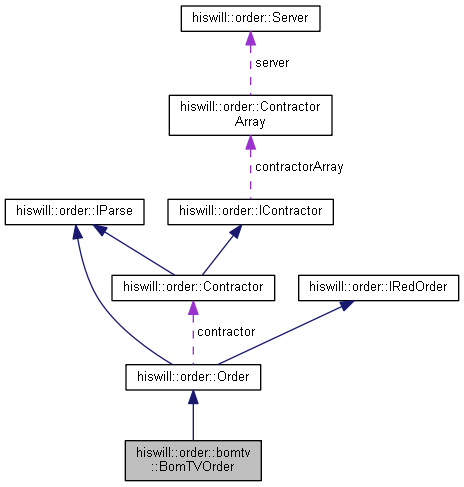 hiswill::order::Server
server
hiswill::order::Contractor
Array
contractorArray
hiswill::order::IParse
hiswill::order::IContractor
hiswill::order::Contractor
hiswill::order::IRedOrder
contractor
hiswill::order::Order
hiswill::order::bomtv
::BomTVOrder